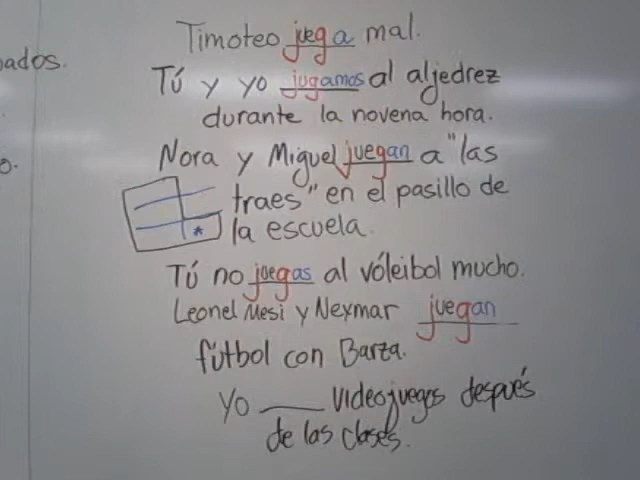 Timoteo juega mal.
ados.
Tú y yo jugamos al aljedrez
durante la novena hora.
Nora y Miguel juegan a "las
o.
traes" en el pasillo de
la escuela.
Tú no juegas al vóleibol mucho.
Leonel Mesi y Neymar juegan
fútbol con Barza.
Yo ____ videojuegos después
de las clases.